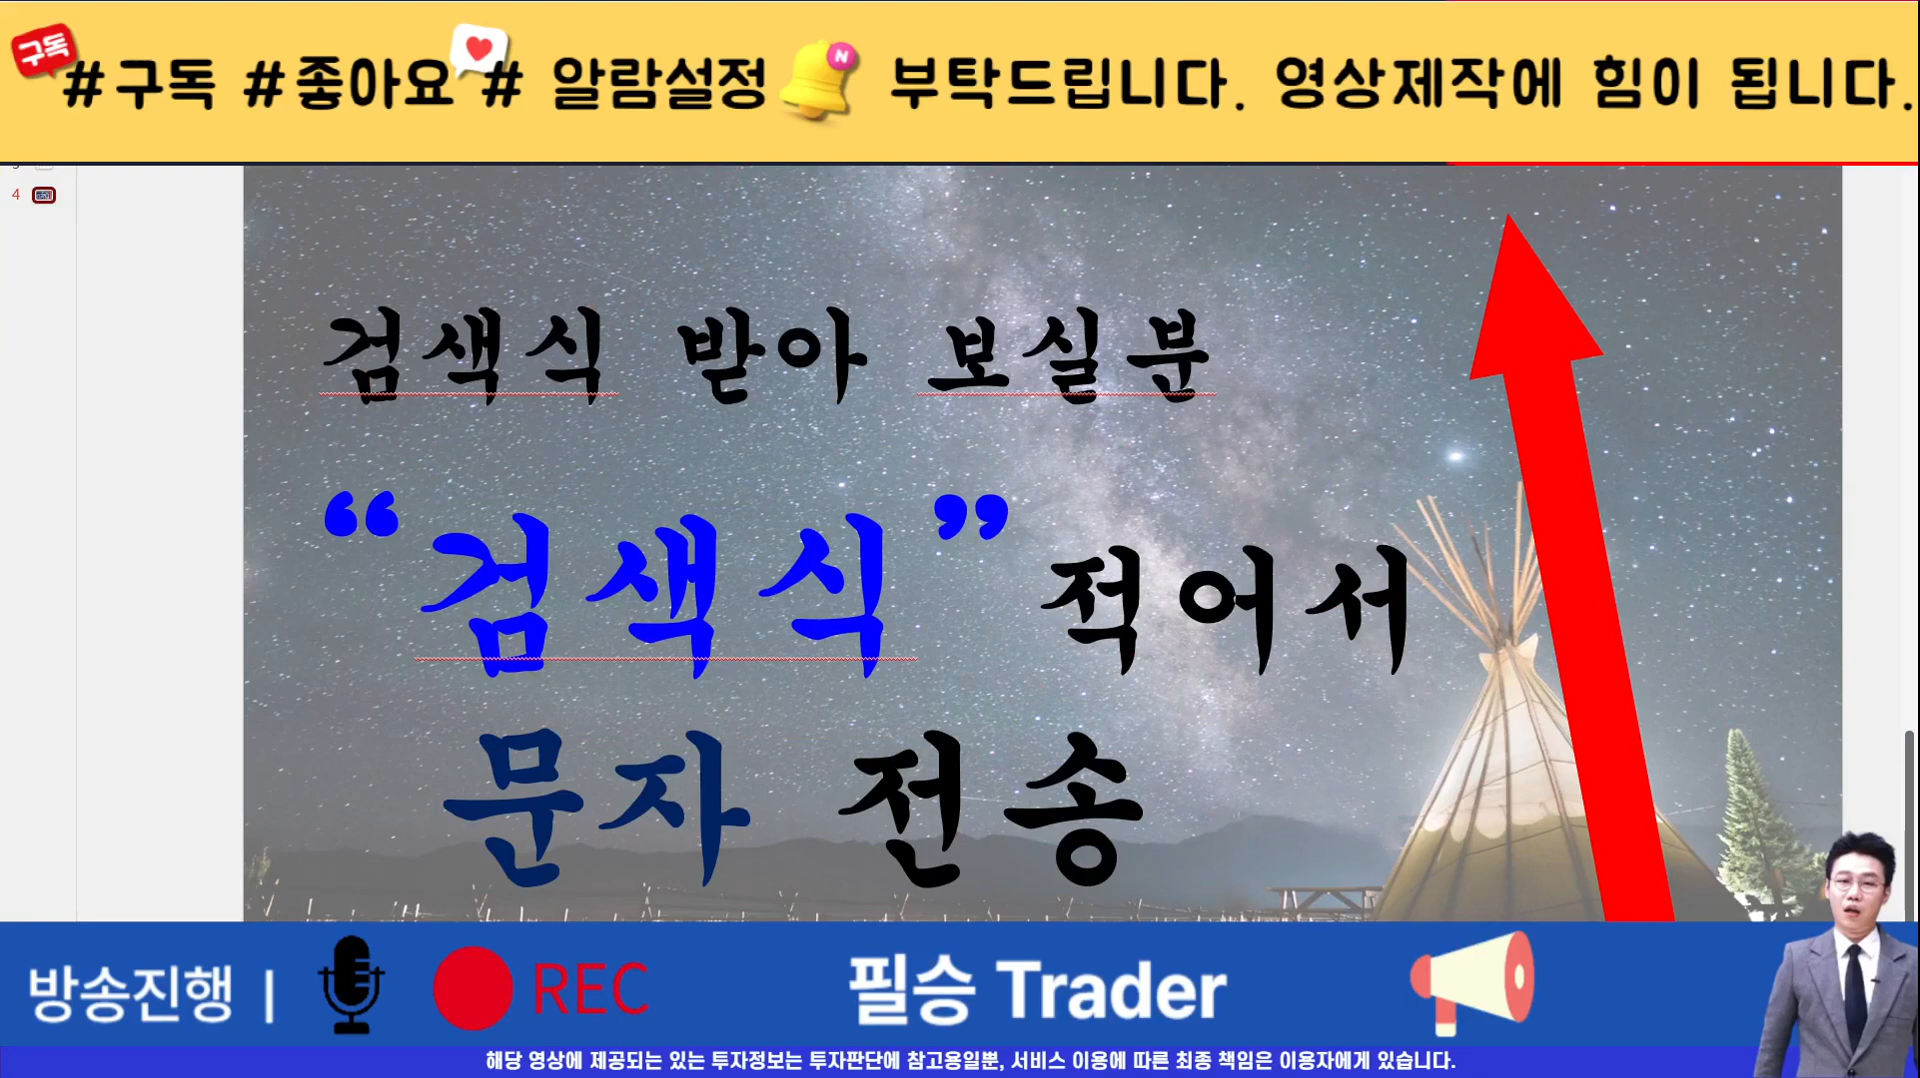 구독
#구독 #좋아요 # 알람설정 N 부탁드립니다. 영상제작에 힘이 됩니다.
4
검색식 받아 보실분
“검색식” 적어서
문자 전송
방송진행 | REC 필승 Trader
해당 영상에 제공되는 있는 투자정보는 투자판단에 참고용일뿐, 서비스 이용에 따른 최종 책임은 이용자에게 있습니다.